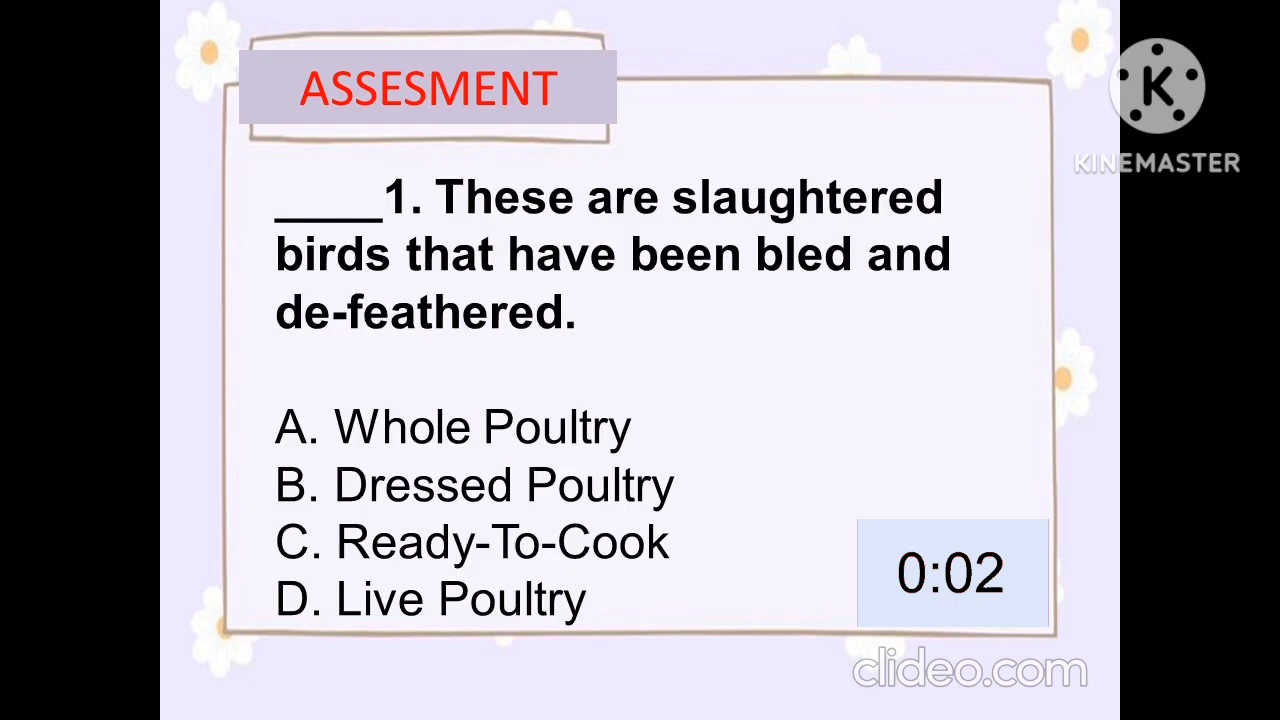 ASSESMENT
K
KINEMASTER
____1. These are slaughtered
birds that have been bled and
de-feathered.
A. Whole Poultry
B. Dressed Poultry
C. Ready-To-Cook
D. Live Poultry
0:02
clideo.com